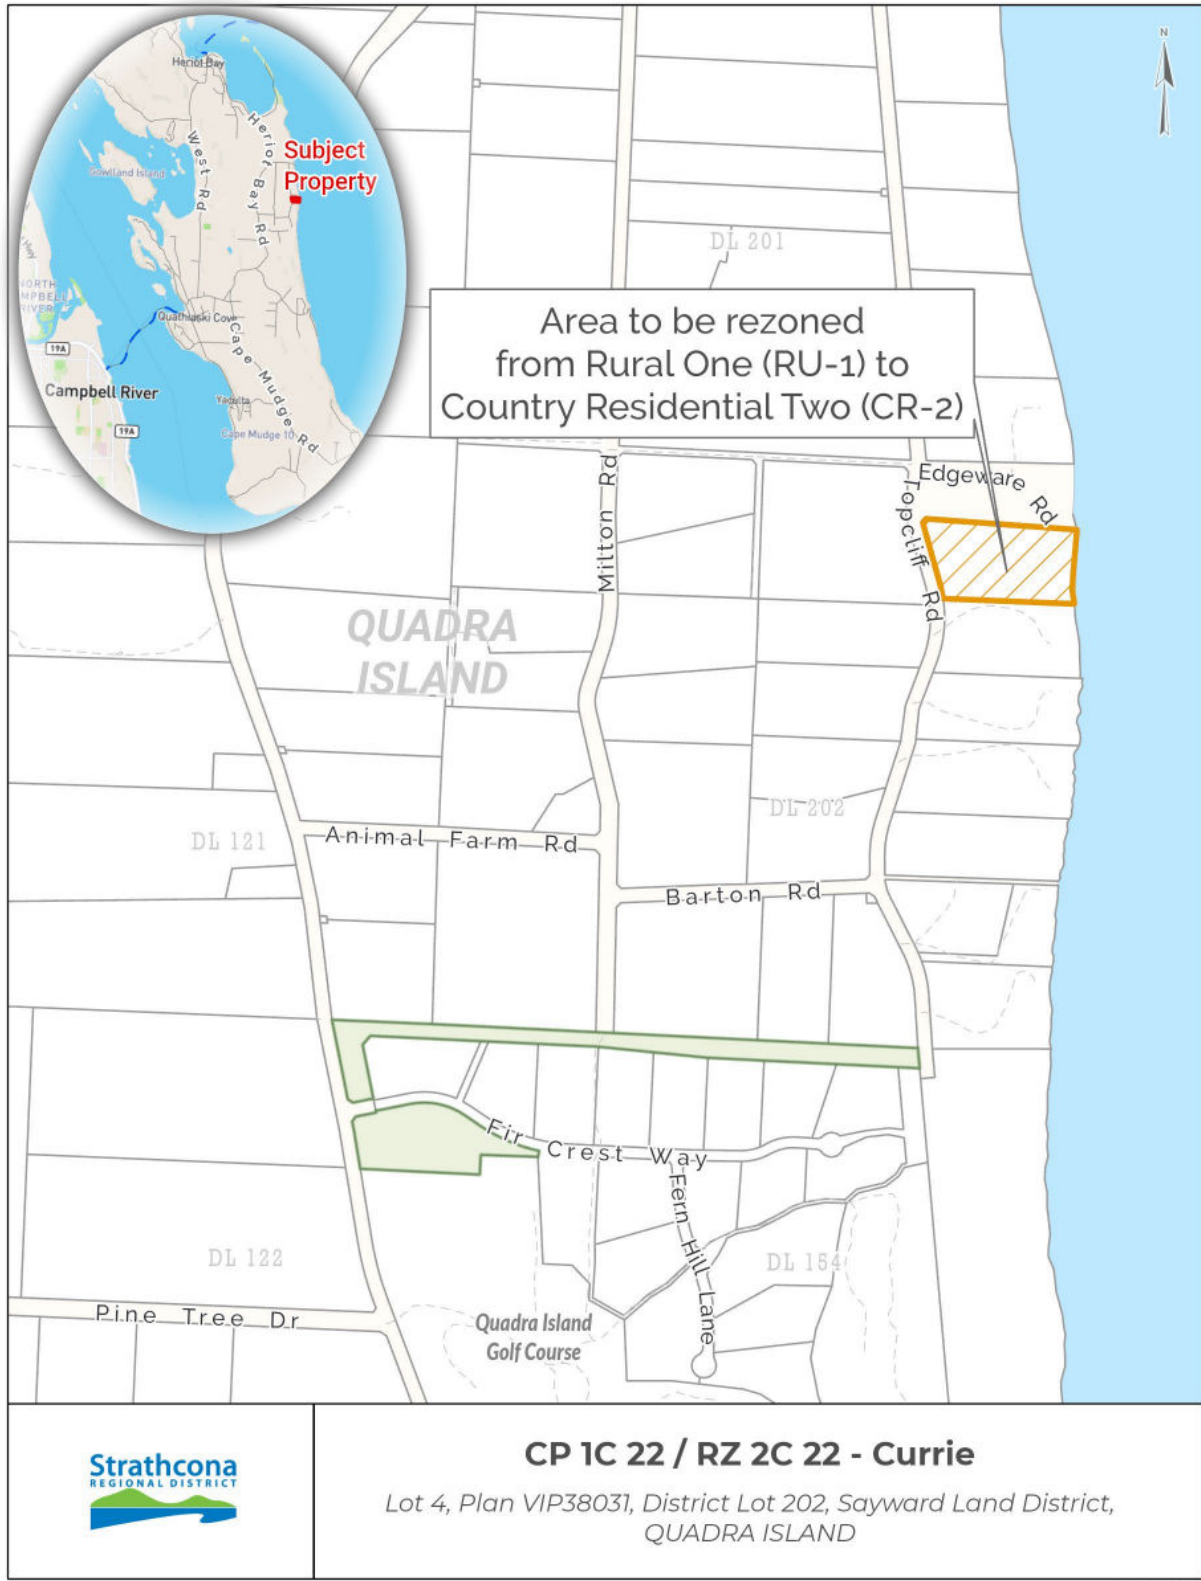 N
Heriot Bay
Heriot Bay Rd
West Rd
Subject
Property
Gowlland Island
NORTH
MPBEL
RIVER
Quathiaski Cove
Cape Mudge Rd
19A
Campbell River
Yaculta
19A
Cape Mudge 10
DL 201
Area to be rezoned
from Rural One (RU-1) to
Country Residential Two (CR-2)
Edgeware Rd
Milton Rd
Topcliff Rd
QUADRA
ISLAND
DL 202
DL 121
Animal Farm Rd
Barton Rd
Fir Crest Way
Fern Hill Lane
DL 122
DL 154
Pine Tree Dr
Quadra Island
Golf Course
Strathcona
REGIONAL DISTRICT
CP 1C 22 / RZ 2C 22 - Currie
Lot 4, Plan VIP38031, District Lot 202, Sayward Land District,
QUADRA ISLAND